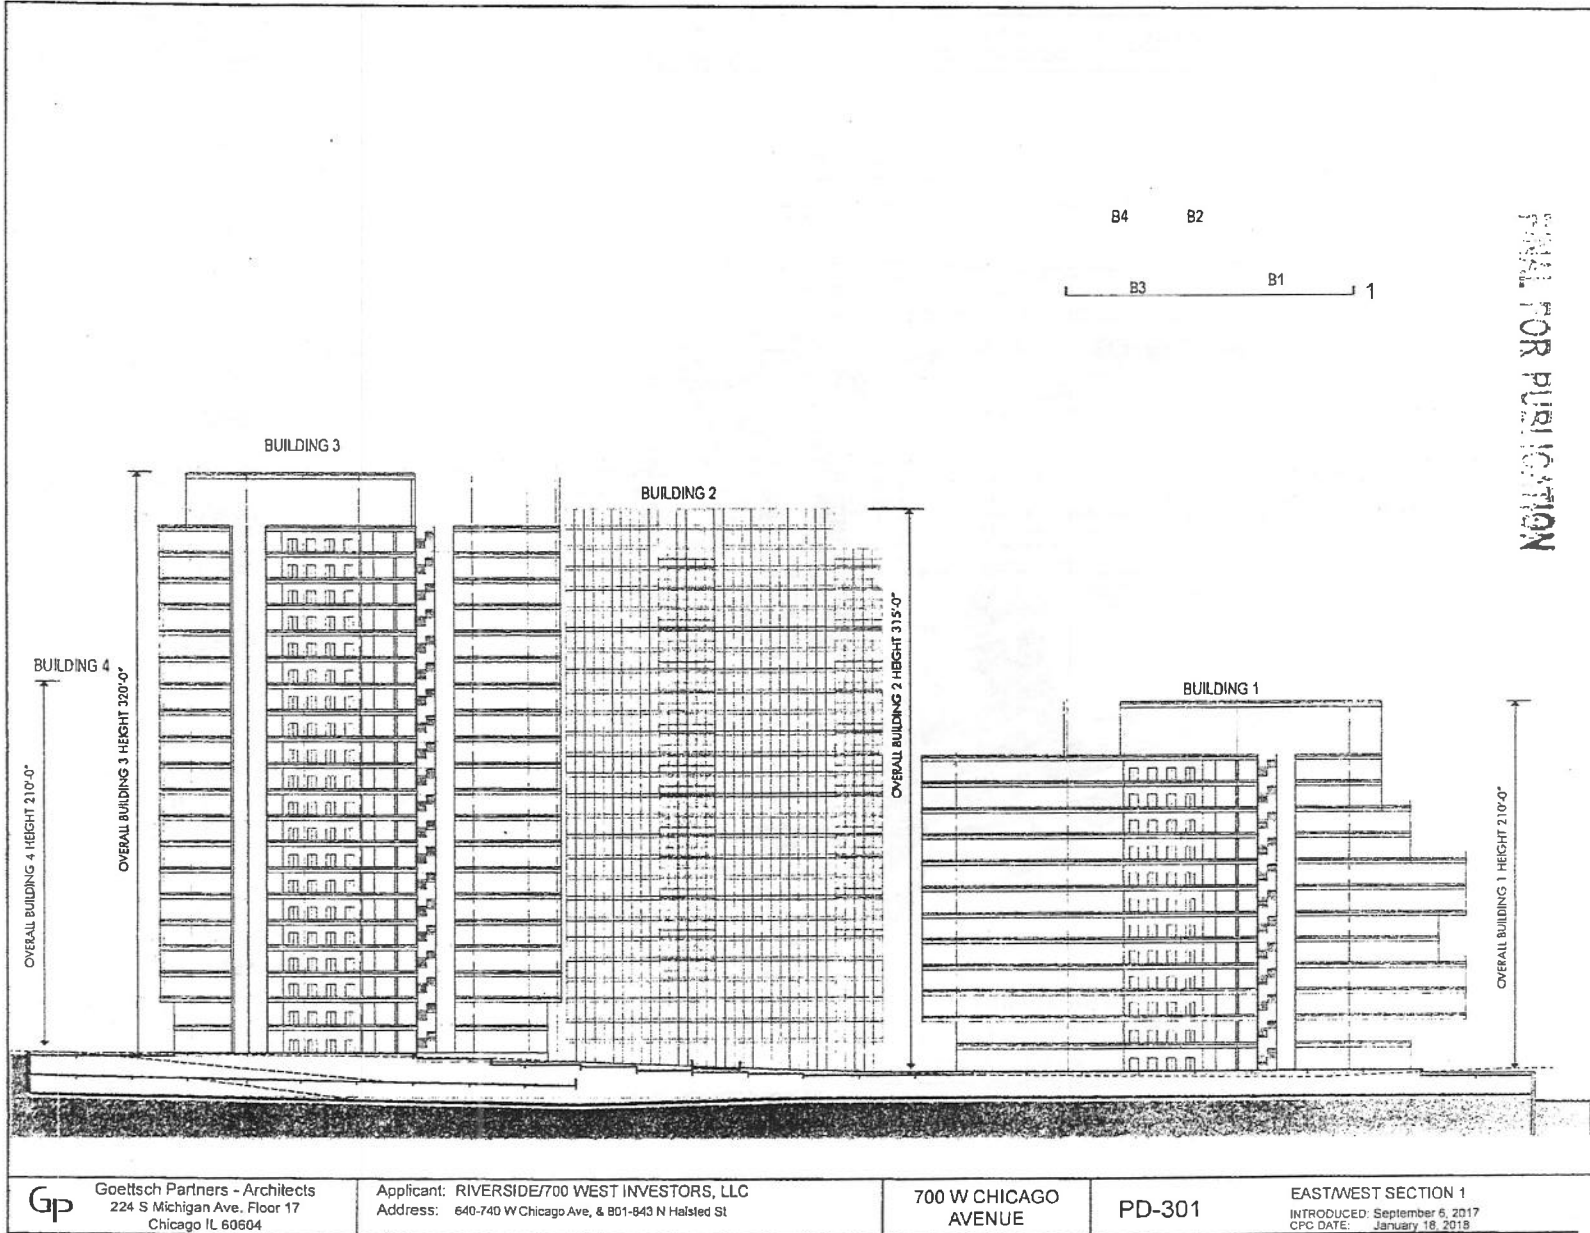 B4 B2
B3 B1 1
FINAL FOR PUBLICATION
BUILDING 3
BUILDING 2
BUILDING 4
BUILDING 1
OVERALL BUILDING 4 HEIGHT 210'-0"
OVERALL BUILDING 3 HEIGHT 320'-0"
OVERALL BUILDING 2 HEIGHT 315'-0"
OVERALL BUILDING 1 HEIGHT 210'-0"
GP
Goettsch Partners - Architects
224 S Michigan Ave. Floor 17
Chicago IL 60604
Applicant: RIVERSIDE/700 WEST INVESTORS, LLC
Address: 640-740 W Chicago Ave, & 801-843 N Halsted St
700 W CHICAGO
AVENUE
PD-301
EAST/WEST SECTION 1
INTRODUCED: September 6, 2017
CPC DATE: January 18, 2018